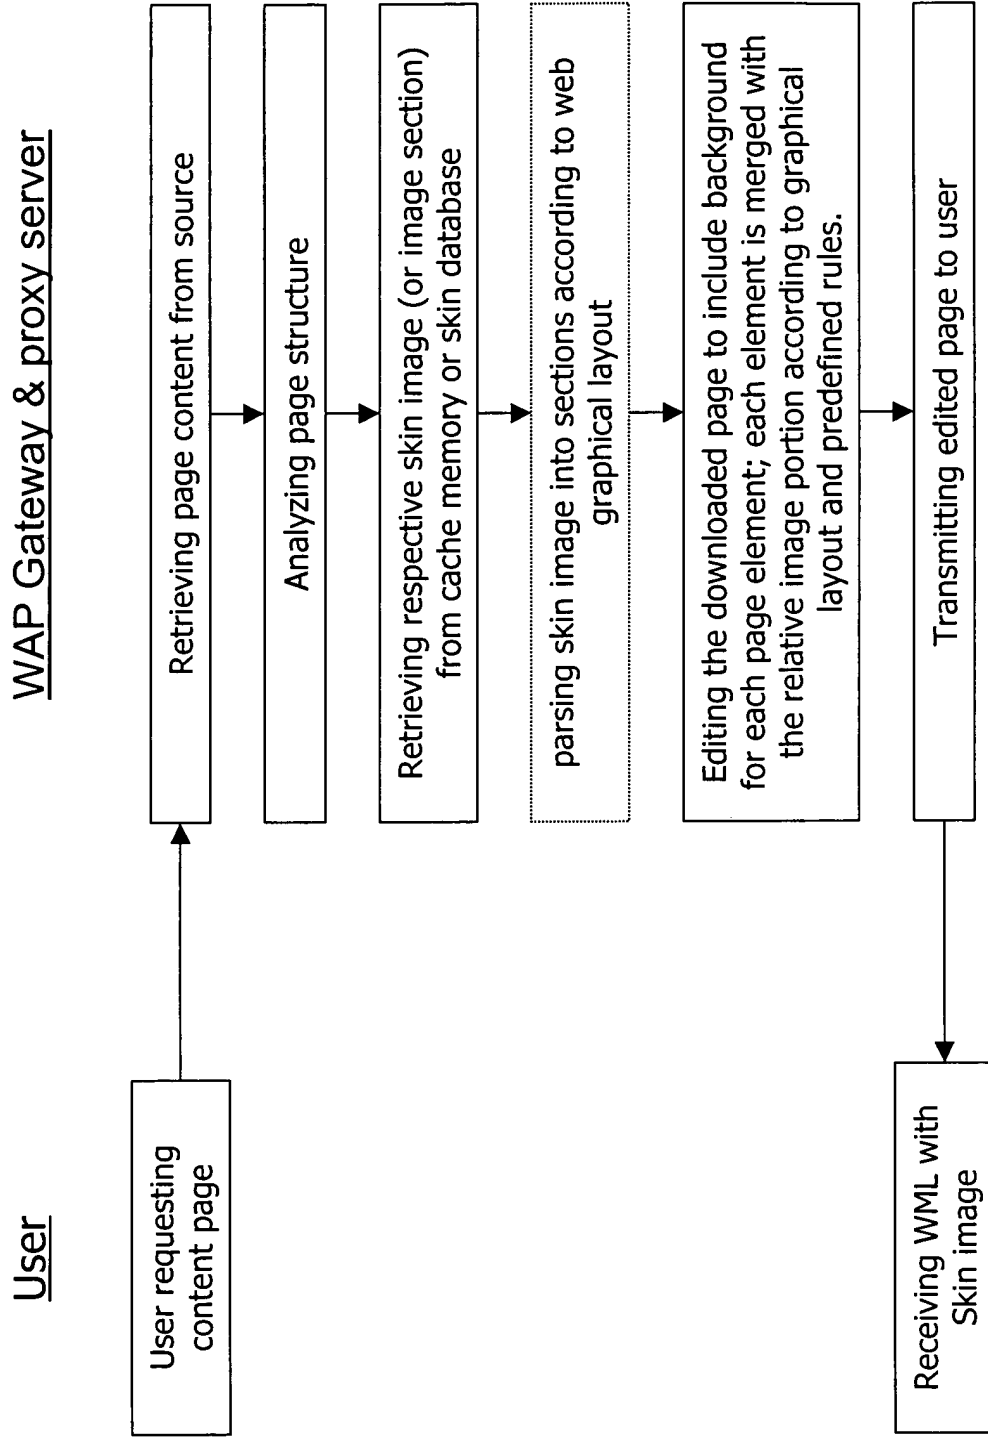 User
WAP Gateway & proxy server
User requesting
content page
Retrieving page content from source
Analyzing page structure
Retrieving respective skin image (or image section)
from cache memory or skin database
parsing skin image into sections according to web
graphical layout
Editing the downloaded page to include background
for each page element; each element is merged with
the relative image portion according to graphical
layout and predefined rules.
Transmitting edited page to user
Receiving WML with
Skin image